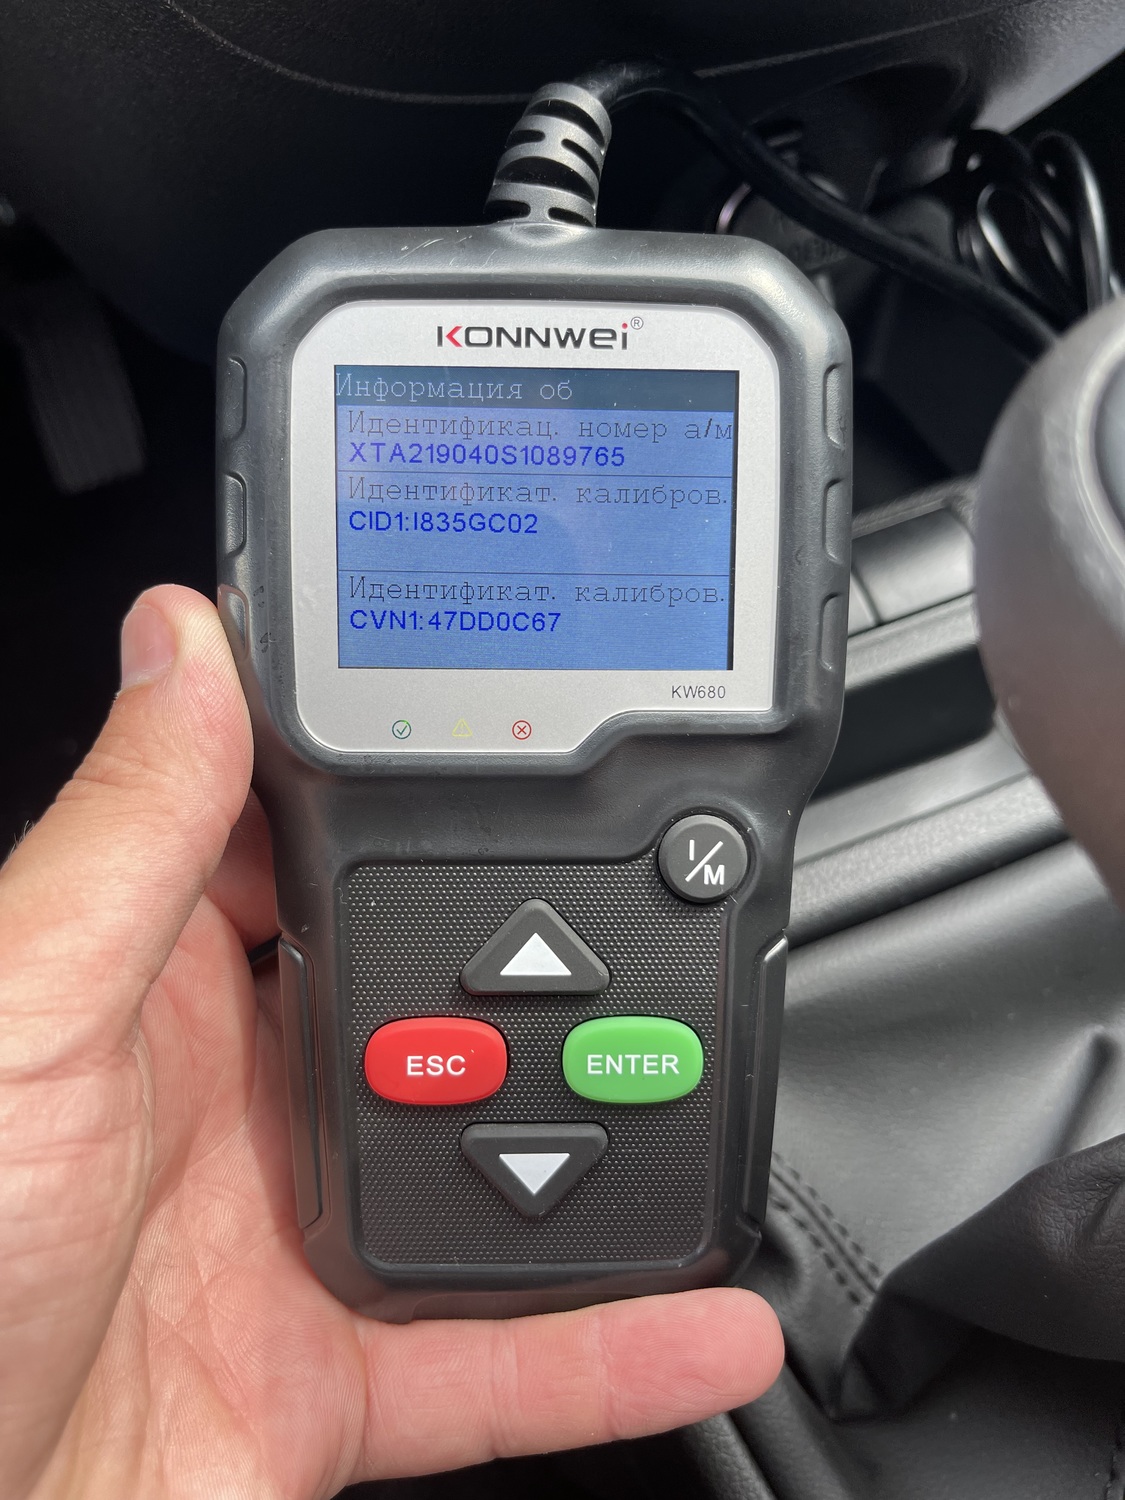 KONNWEI®
Информация об
Идентификац. номер а/м
XTA219040S1089765
Идентификат. калибров.
CID1:I835GC02
Идентификат. калибров.
CVN1:47DD0C67
KW680
I/M
ESC
ENTER